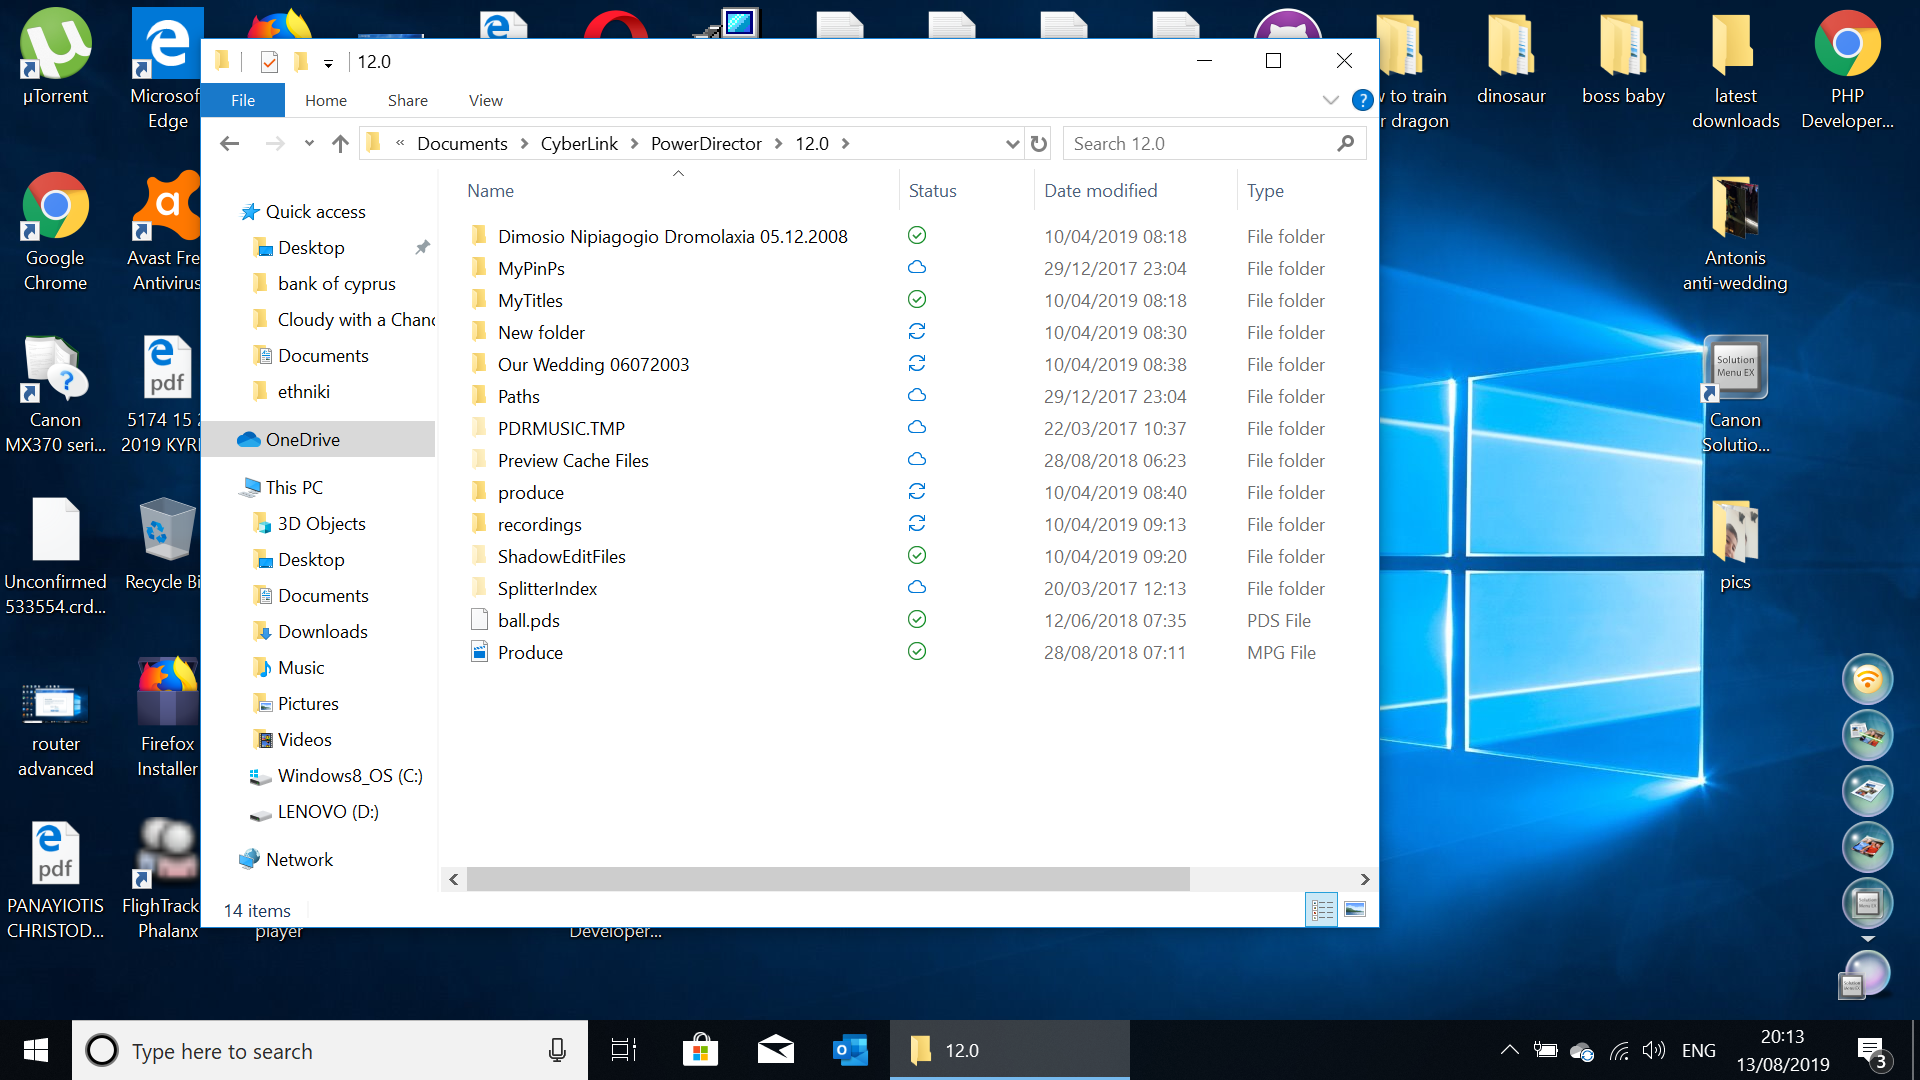 µTorrent
Microsof
Edge
Google
Chrome
Avast Fre
Antivirus
Canon
MX370 seri...
pdf
5174 15 2
2019 KYRI
Unconfirmed
533554.crd...
Recycle Bi
router
advanced
Firefox
Installer
pdf
PANAYIOTIS
CHRISTOD...
FlighTrack
Phalanx
player
Developer...
12.0
File
Home
Share
View
?
« Documents > CyberLink > PowerDirector > 12.0 >
Search 12.0
Quick access
Desktop
bank of cyprus
Cloudy with a Chanc
Documents
ethniki
OneDrive
This PC
3D Objects
Desktop
Documents
Downloads
Music
Pictures
Videos
Windows8_OS (C:)
LENOVO (D:)
Network
Name Status Date modified Type
Dimosio Nipiagogio Dromolaxia 05.12.2008 10/04/2019 08:18 File folder
MyPinPs 29/12/2017 23:04 File folder
MyTitles 10/04/2019 08:18 File folder
New folder 10/04/2019 08:30 File folder
Our Wedding 06072003 10/04/2019 08:38 File folder
Paths 29/12/2017 23:04 File folder
PDRMUSIC.TMP 22/03/2017 10:37 File folder
Preview Cache Files 28/08/2018 06:23 File folder
produce 10/04/2019 08:40 File folder
recordings 10/04/2019 09:13 File folder
ShadowEditFiles 10/04/2019 09:20 File folder
SplitterIndex 20/03/2017 12:13 File folder
ball.pds 12/06/2018 07:35 PDS File
Produce 28/08/2018 07:11 MPG File
14 items
w to train
r dragon
dinosaur
boss baby
latest
downloads
PHP
Developer...
Antonis
anti-wedding
Solution
Menu EX
Canon
Solutio...
pics
Solution
Menu EX
Solution
Menu EX
Type here to search
12.0
ENG
20:13
13/08/2019
3